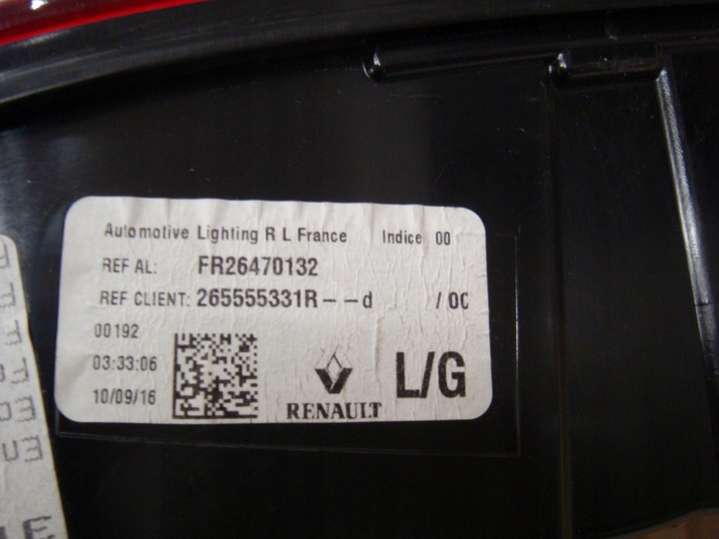 Automotive Lighting R L France Indice 00
REF AL: FR26470132
REF CLIENT: 265555331R--d /00
00192
03:33:06
10/09/16
RENAULT
L/G